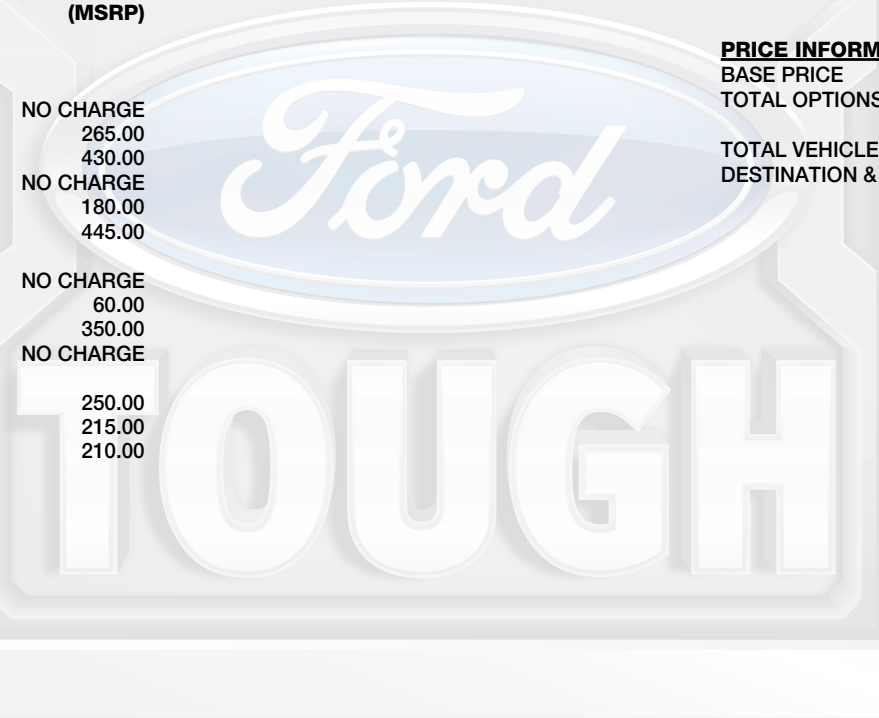 (MSRP)
NO CHARGE
265.00
430.00
NO CHARGE
180.00
445.00
NO CHARGE
60.00
350.00
NO CHARGE
250.00
215.00
210.00
PRICE INFORM
BASE PRICE
TOTAL OPTIONS
TOTAL VEHICLE
DESTINATION &
Ford
TOUGH